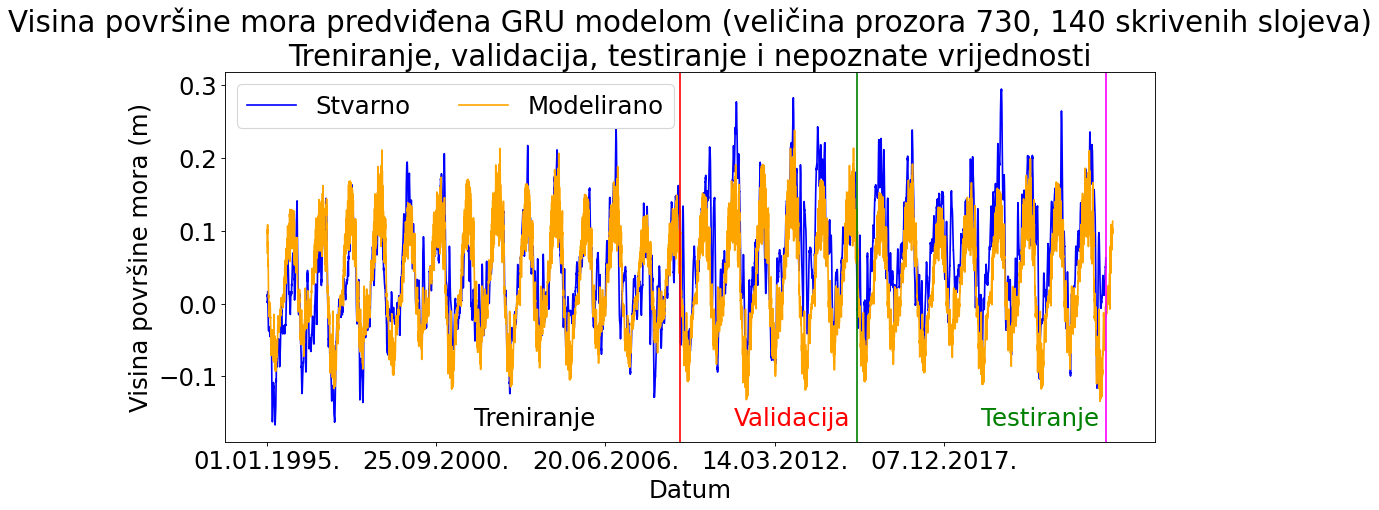 Visina površine mora predviđena GRU modelom (veličina prozora 730, 140 skrivenih slojeva)
Treniranje, validacija, testiranje i nepoznate vrijednosti
Stvarno
Modelirano
Visina površine mora (m)
0.3
0.2
0.1
0.0
−0.1
Treniranje
Validacija
Testiranje
01.01.1995.
25.09.2000.
20.06.2006.
14.03.2012.
07.12.2017.
Datum